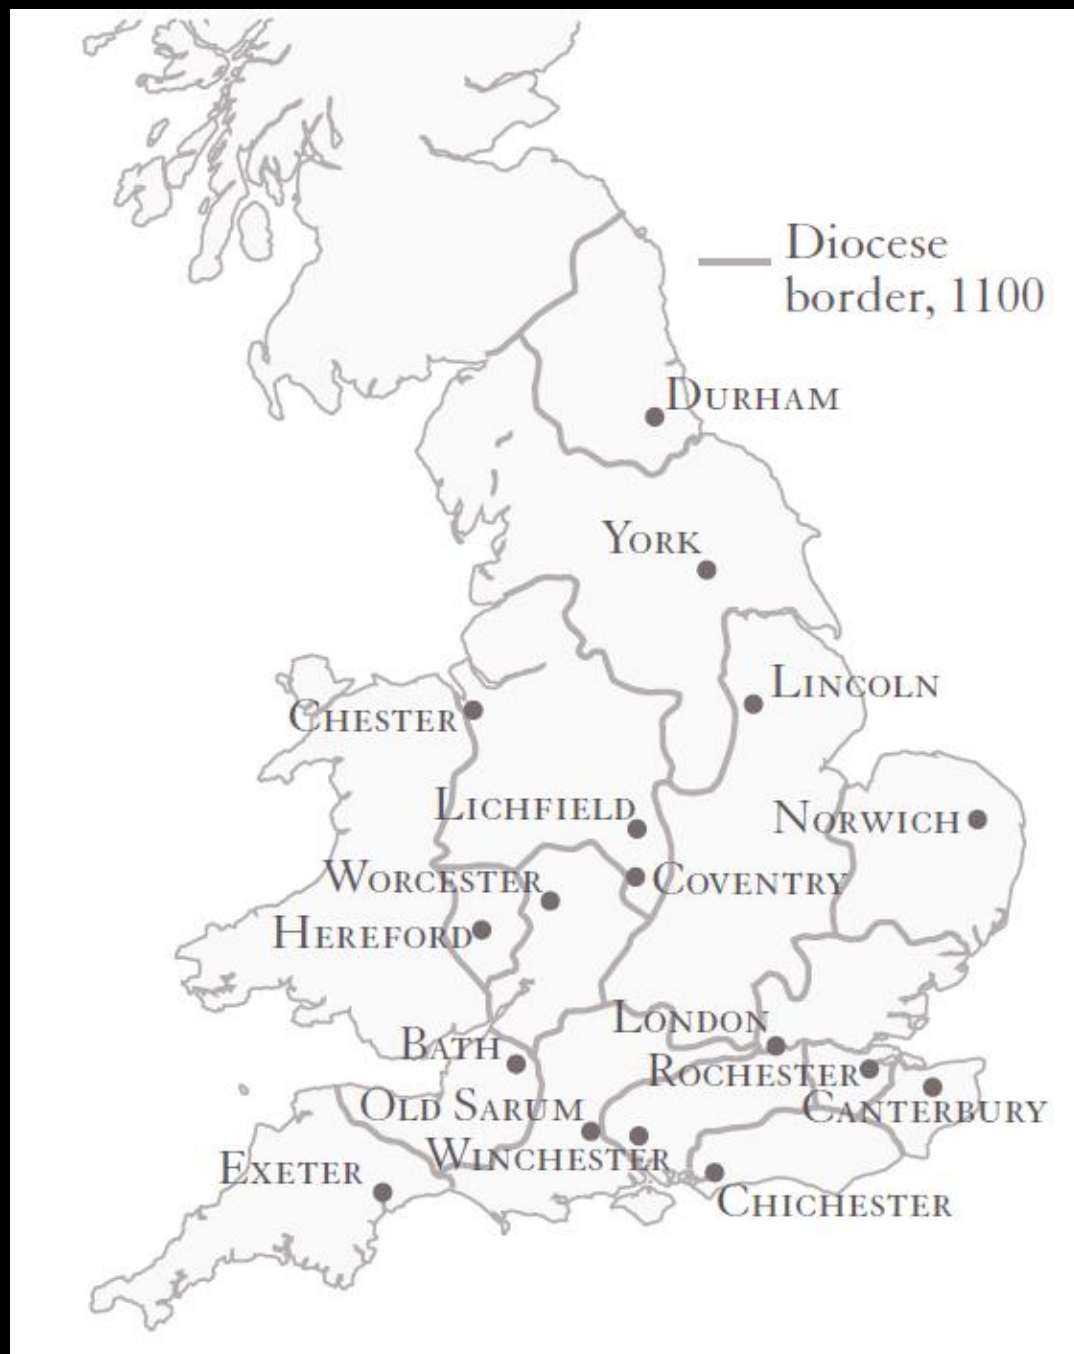 Diocese
border, 1100
Durham
York
Lincoln
Chester
Lichfield
Norwich
Worcester
Coventry
Hereford
London
Bath
Rochester
Old Sarum
Canterbury
Winchester
Exeter
Chichester